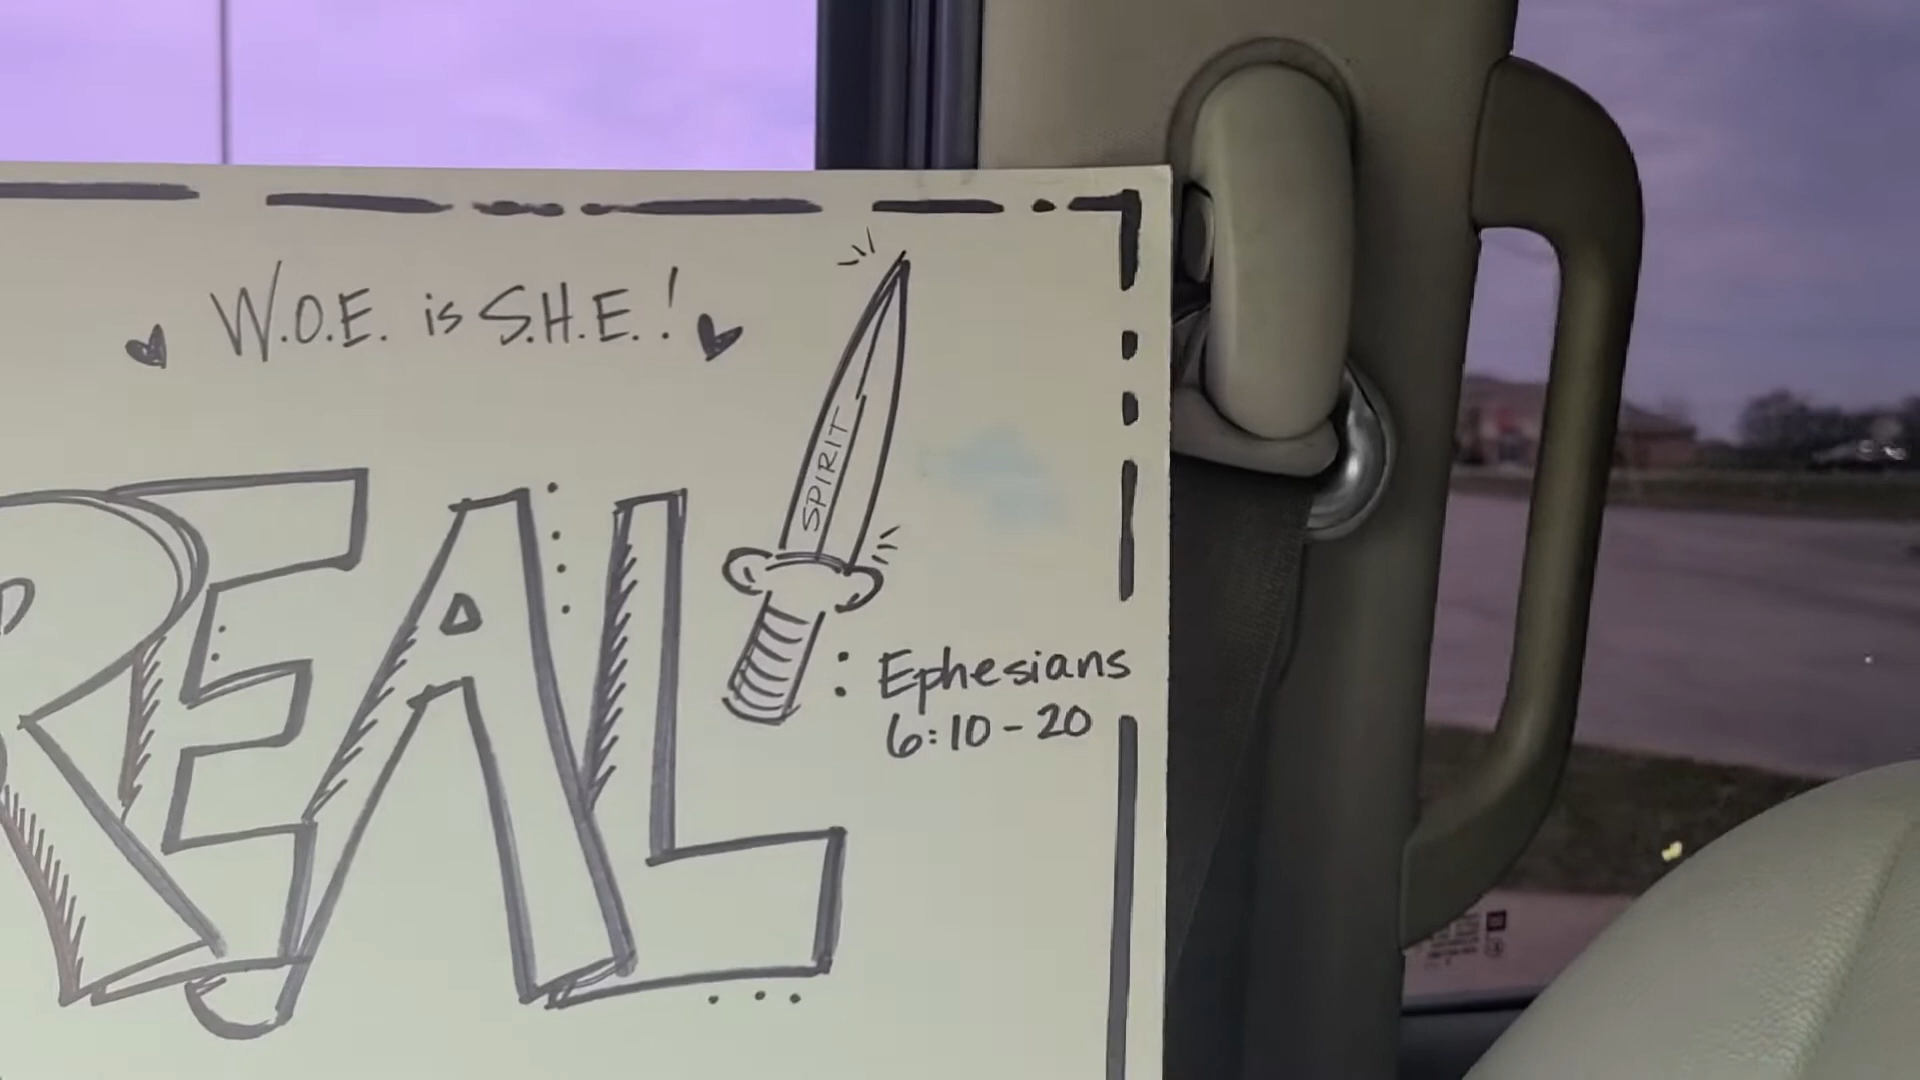 W.O.E. is S.H.E.!
SPIRIT
REAL
: Ephesians
6:10-20